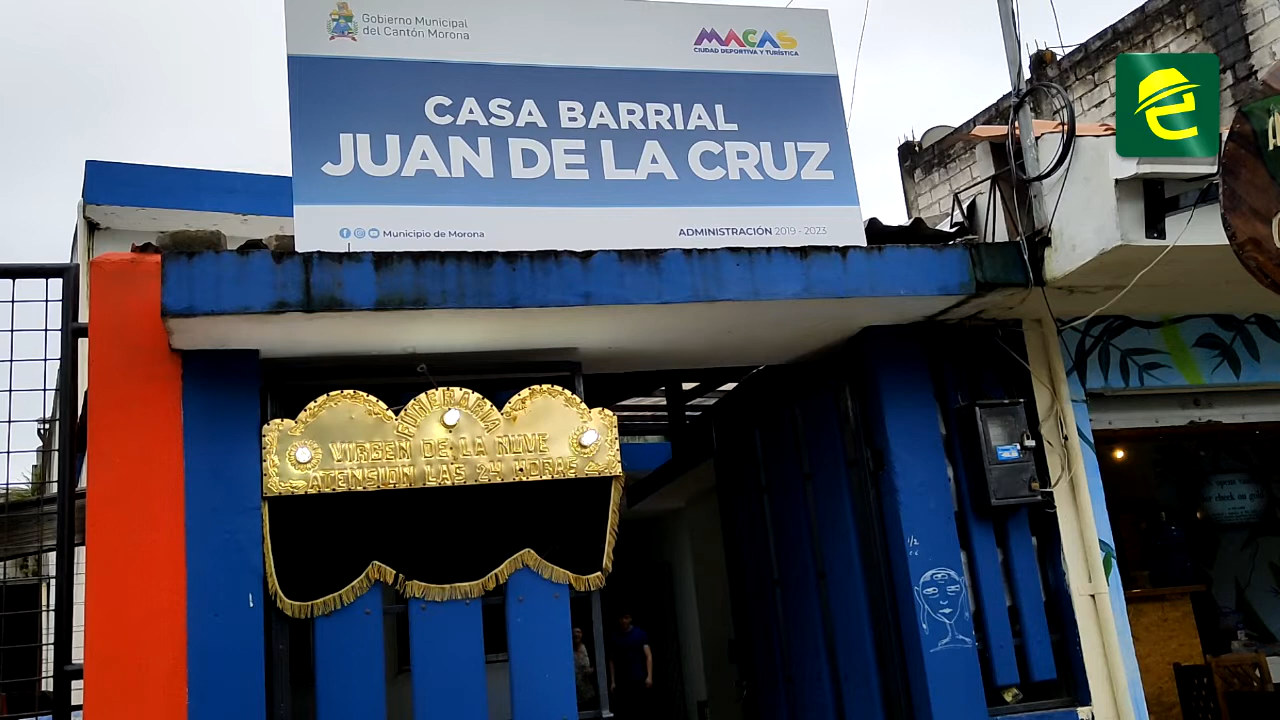 Gobierno Municipal
del Cantón Morona
MACAS
CIUDAD DEPORTIVA Y TURÍSTICA
CASA BARRIAL
JUAN DE LA CRUZ
Municipio de Morona
ADMINISTRACIÓN 2019 - 2023
FUNERARIA
VIRGEN DE LA NUVE
ATENSION LAS 24 HORAS